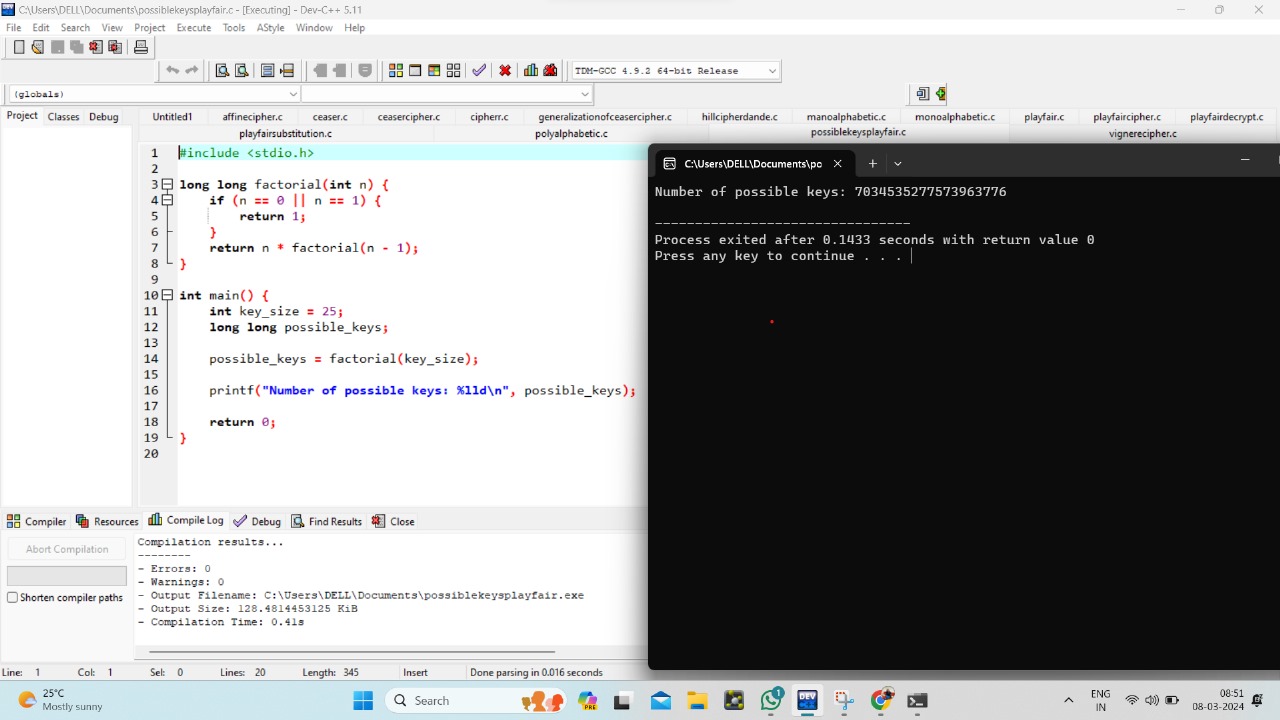 C:\Users\DELL\Documents\possiblekeysplayfair.c - [Executing] - Dev-C++ 5.11
File Edit Search View Project Execute Tools AStyle Window Help
TDM-GCC 4.9.2 64-bit Release
(globals)
Project Classes Debug
Untitled1 affinecipher.c ceaser.c ceasercipher.c cipherr.c generalizationofceasercipher.c hillcipherdande.c manoalphabetic.c monoalphabetic.c playfair.c playfaircipher.c playfairdecrypt.c
playfairsubstitution.c polyalphabetic.c possiblekeysplayfair.c vignerecipher.c
1 #include <stdio.h>
2
3 long long factorial(int n) {
4 if (n == 0 || n == 1) {
5 return 1;
6 }
7 return n * factorial(n - 1);
8 }
9
10 int main() {
11 int key_size = 25;
12 long long possible_keys;
13
14 possible_keys = factorial(key_size);
15
16 printf("Number of possible keys: %lld\n", possible_keys);
17
18 return 0;
19 }
20
C:\Users\DELL\Documents\po
Number of possible keys: 7034535277573963776
--------------------------------
Process exited after 0.1433 seconds with return value 0
Press any key to continue . . .
Compiler Resources Compile Log Debug Find Results Close
Abort Compilation
Shorten compiler paths
Compilation results...
--------
- Errors: 0
- Warnings: 0
- Output Filename: C:\Users\DELL\Documents\possiblekeysplayfair.exe
- Output Size: 128.4814453125 KiB
- Compilation Time: 0.41s
Line: 1 Col: 1 Sel: 0 Lines: 20 Length: 345 Insert Done parsing in 0.016 seconds
25°C
Mostly sunny
Search
PRE
1
DEV
ENG
IN
08:51
08-03-2024